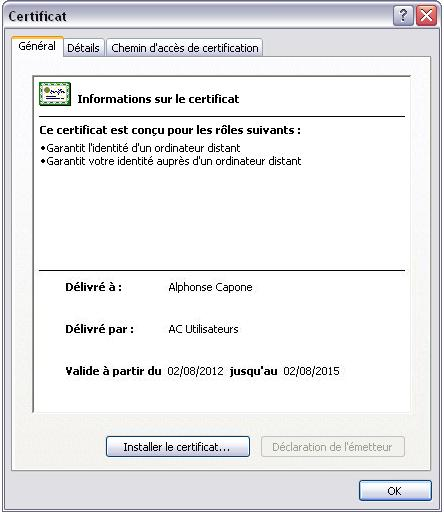 Certificat
Général Détails Chemin d'accès de certification
Informations sur le certificat
Ce certificat est conçu pour les rôles suivants :
•Garantit l'identité d'un ordinateur distant
•Garantit votre identité auprès d'un ordinateur distant
Délivré à : Alphonse Capone
Délivré par : AC Utilisateurs
Valide à partir du 02/08/2012 jusqu'au 02/08/2015
Installer le certificat... Déclaration de l'émetteur
OK